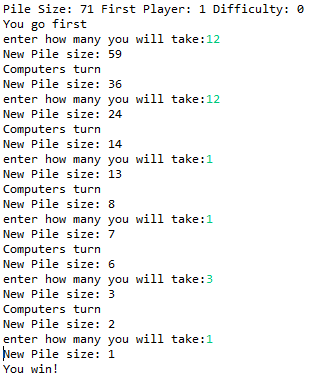 Pile Size: 71 First Player: 1 Difficulty: 0
You go first
enter how many you will take:12
New Pile size: 59
Computers turn
New Pile size: 36
enter how many you will take:12
New Pile size: 24
Computers turn
New Pile size: 14
enter how many you will take:1
New Pile size: 13
Computers turn
New Pile size: 8
enter how many you will take:1
New Pile size: 7
Computers turn
New Pile size: 6
enter how many you will take:3
New Pile size: 3
Computers turn
New Pile size: 2
enter how many you will take:1
New Pile size: 1
You win!